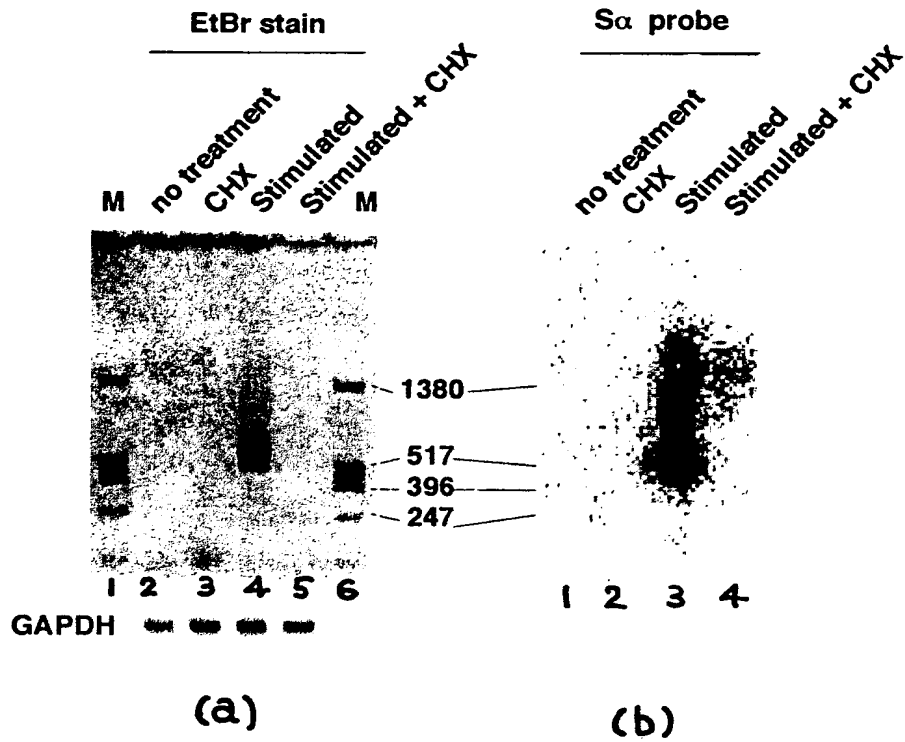 EtBr stain
Sα probe
M no treatment CHX Stimulated Stimulated + CHX M
no treatment CHX Stimulated Stimulated + CHX
1380
517
396
247
1 2 3 4 5 6
1 2 3 4
GAPDH
(a)
(b)